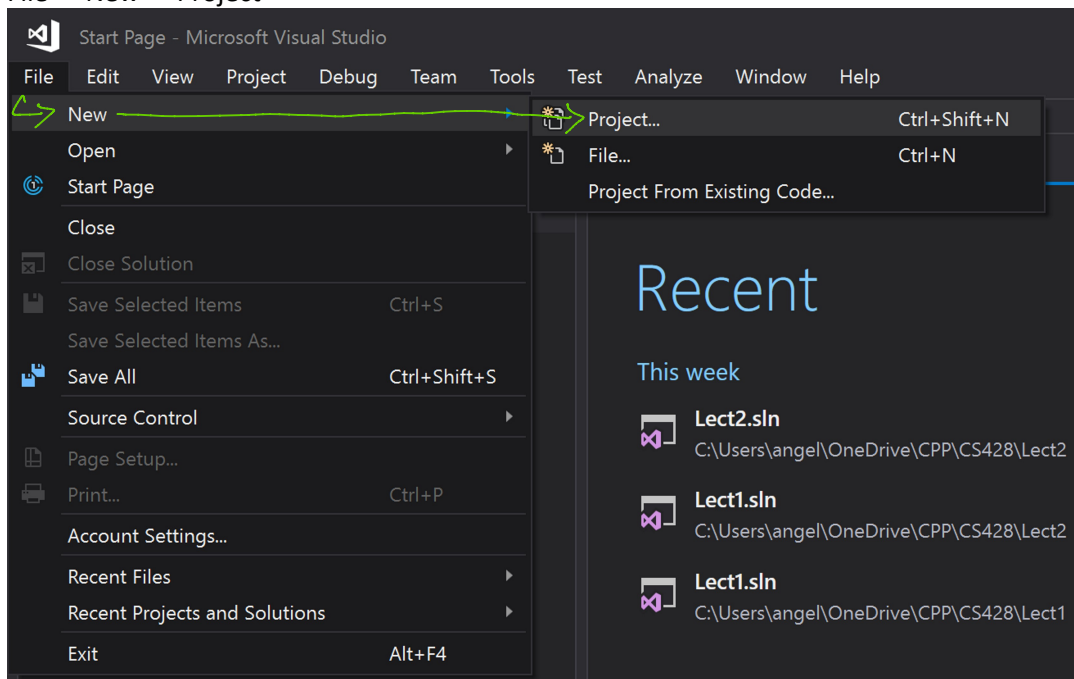 File New Project
Start Page - Microsoft Visual Studio
File Edit View Project Debug Team Tools Test Analyze Window Help
New
Open
Start Page
Close
Close Solution
Save Selected Items Ctrl+S
Save Selected Items As...
Save All Ctrl+Shift+S
Source Control
Page Setup...
Print... Ctrl+P
Account Settings...
Recent Files
Recent Projects and Solutions
Exit Alt+F4
Project... Ctrl+Shift+N
File... Ctrl+N
Project From Existing Code...
Recent
This week
Lect2.sln
C:\Users\angel\OneDrive\CPP\CS428\Lect2
Lect1.sln
C:\Users\angel\OneDrive\CPP\CS428\Lect2
Lect1.sln
C:\Users\angel\OneDrive\CPP\CS428\Lect1